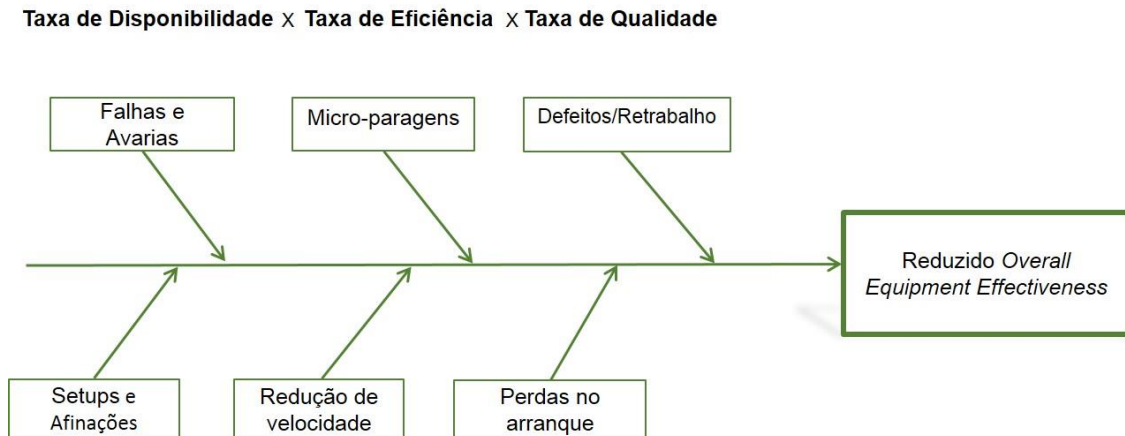 Taxa de Disponibilidade X Taxa de Eficiência X Taxa de Qualidade
Falhas e
Avarias
Micro-paragens
Defeitos/Retrabalho
Reduzido Overall
Equipment Effectiveness
Setups e
Afinações
Redução de
velocidade
Perdas no
arranque